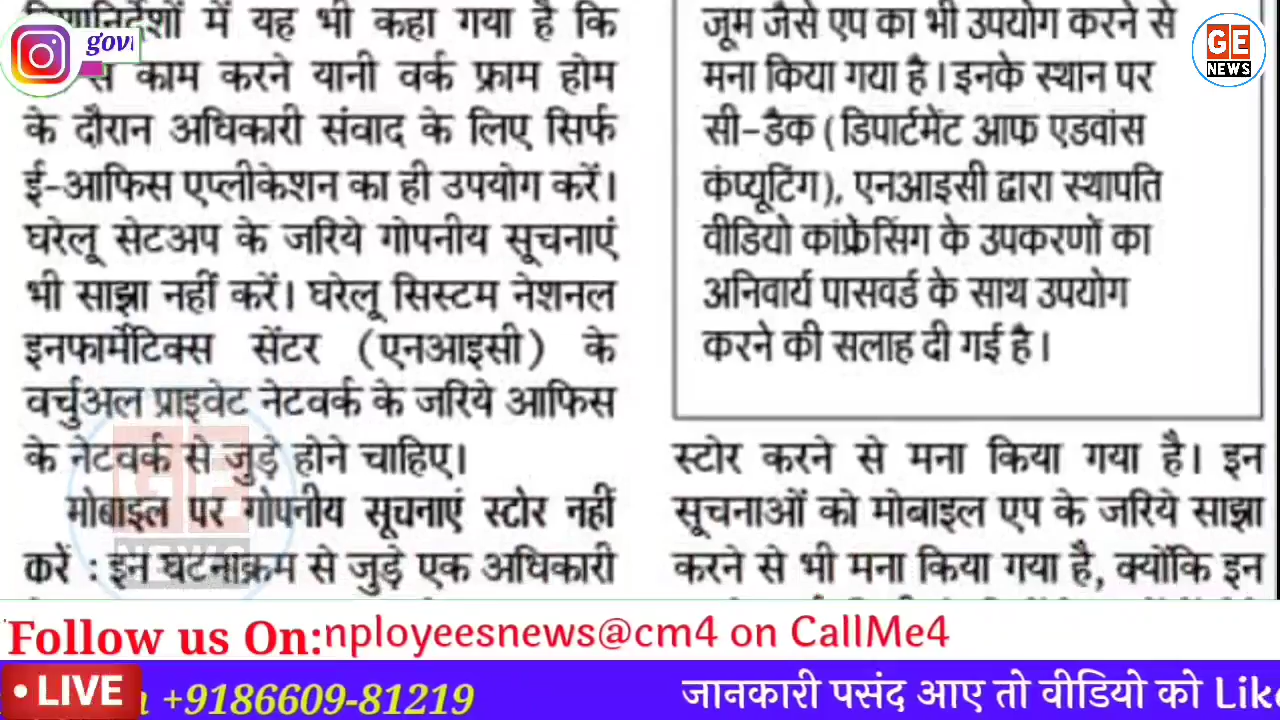 में यह भी कहा गया है कि
काम करने यानी वर्क फ्राम होम
के दौरान अधिकारी संवाद के लिए सिर्फ
ई-आफिस एप्लीकेशन का ही उपयोग करें।
घरेलू सेटअप के जरिये गोपनीय सूचनाएं
भी साझा नहीं करें। घरेलू सिस्टम नेशनल
इनफार्मेटिक्स सेंटर (एनआइसी) के
वर्चुअल प्राइवेट नेटवर्क के जरिये आफिस
के नेटवर्क से जुड़े होने चाहिए।
मोबाइल पर गोपनीय सूचनाएं स्टोर नहीं
करें : इन घटनाक्रम से जुड़े एक अधिकारी
जूम जैसे एप का भी उपयोग करने से
मना किया गया है। इनके स्थान पर
सी-डैक (डिपार्टमेंट आफ एडवांस
कंप्यूटिंग), एनआइसी द्वारा स्थापति
वीडियो कांफ्रेसिंग के उपकरणों का
अनिवार्य पासवर्ड के साथ उपयोग
करने की सलाह दी गई है।
स्टोर करने से मना किया गया है। इन
सूचनाओं को मोबाइल एप के जरिये साझा
करने से भी मना किया गया है, क्योंकि इन
govr
GE
NEWS
GE
NEWS
Follow us On:nployeesnews@cm4 on CallMe4
• LIVE
+9186609-81219
जानकारी पसंद आए तो वीडियो को Like